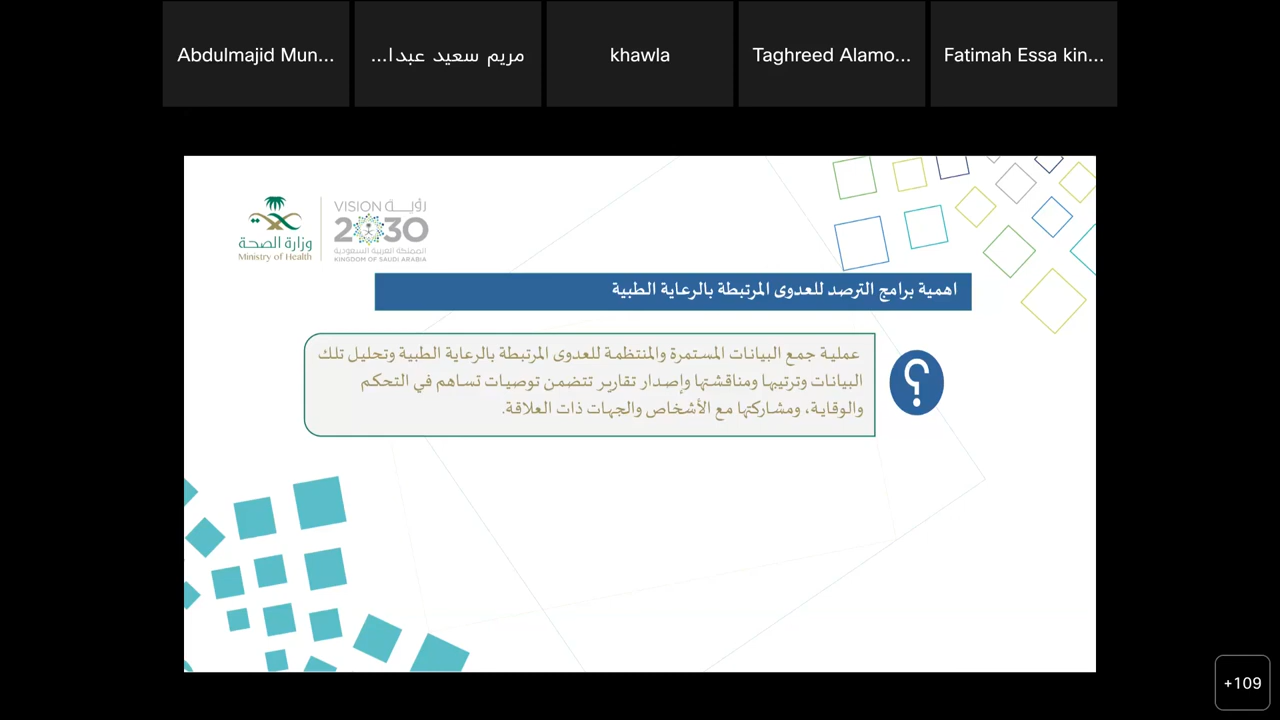 Abdulmajid Mun...
مريم سعيد عبدا...
khawla
Taghreed Alamo...
Fatimah Essa kin...
وزارة الصحة
Ministry of Health
VISION رؤيــــة
2030
المملكة العربية السعودية
KINGDOM OF SAUDI ARABIA
اهمية برامج الترصد للعدوى المرتبطة بالرعاية الطبية
؟
عملية جمع البيانات المستمرة والمنتظمة للعدوى المرتبطة بالرعاية الطبية وتحليل تلك
البيانات وترتيبها ومناقشتها وإصدار تقارير تتضمن توصيات تساهم في التحكم
والوقاية، ومشاركتها مع الأشخاص والجهات ذات العلاقة.
+109